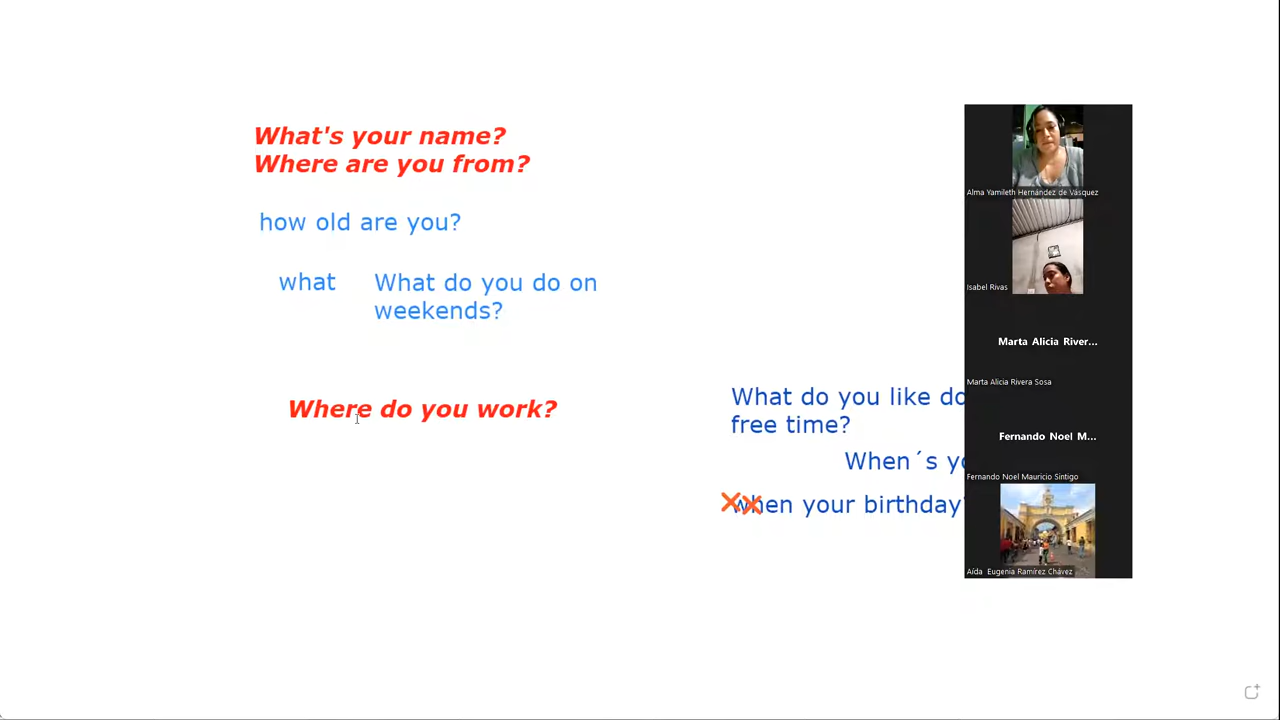 What's your name?
Where are you from?
how old are you?
what
What do you do on
weekends?
Where do you work?
What do you like do
free time?
When´s yo
when your birthday?
Alma Yamileth Hernández de Vásquez
Isabel Rivas
Marta Alicia River...
Marta Alicia Rivera Sosa
Fernando Noel M...
Fernando Noel Mauricio Sintigo
Aída Eugenia Ramírez Chávez